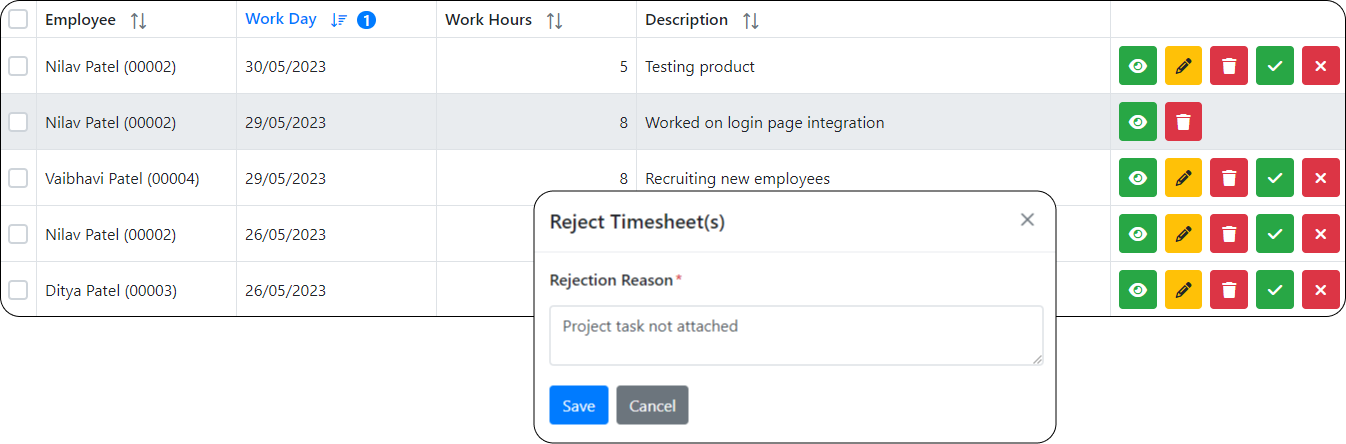 Employee Work Day 1 Work Hours Description
Nilav Patel (00002) 30/05/2023 5 Testing product
Nilav Patel (00002) 29/05/2023 8 Worked on login page integration
Vaibhavi Patel (00004) 29/05/2023 8 Recruiting new employees
Nilav Patel (00002) 26/05/2023
Ditya Patel (00003) 26/05/2023
Reject Timesheet(s)
Rejection Reason*
Project task not attached
Save Cancel